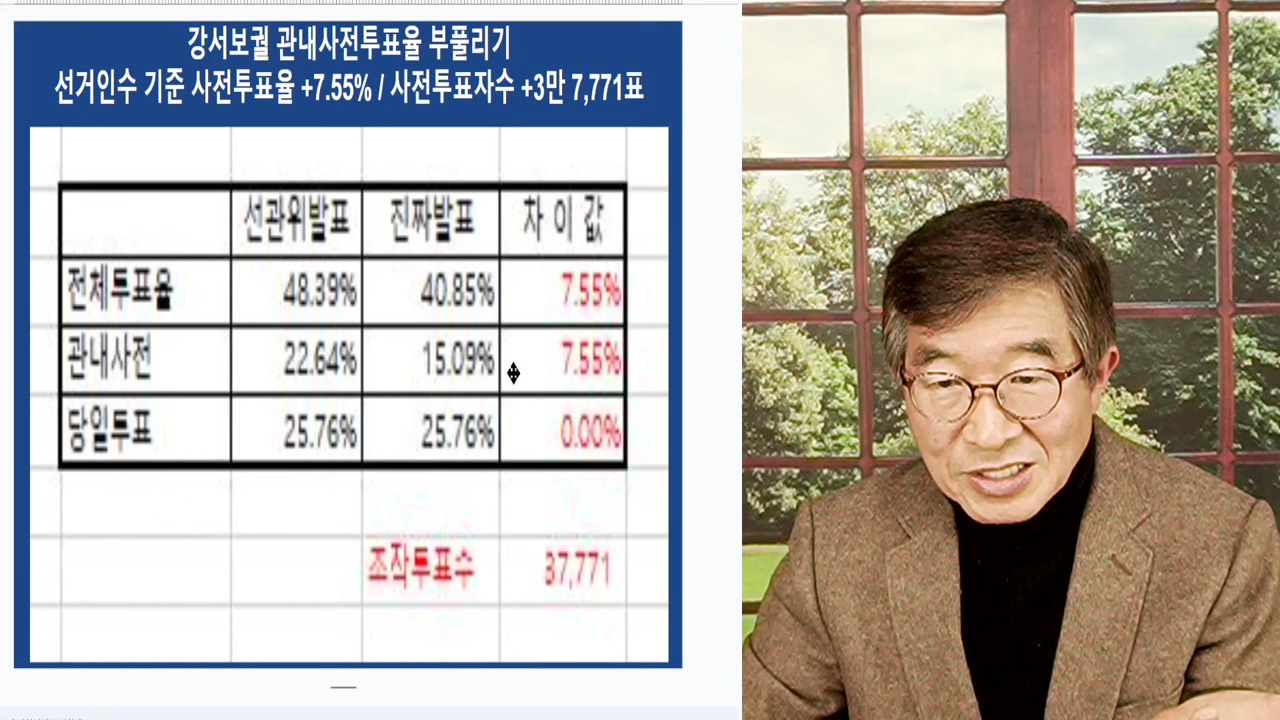 강서보궐 관내사전투표율 부풀리기
선거인수 기준 사전투표율 +7.55% / 사전투표자수 +3만 7,771표
선관위발표 진짜발표 차 이 값
전체투표율 48.39% 40.85% 7.55%
관내사전 22.64% 15.09% 7.55%
당일투표 25.76% 25.76% 0.00%
조작투표수 37,771